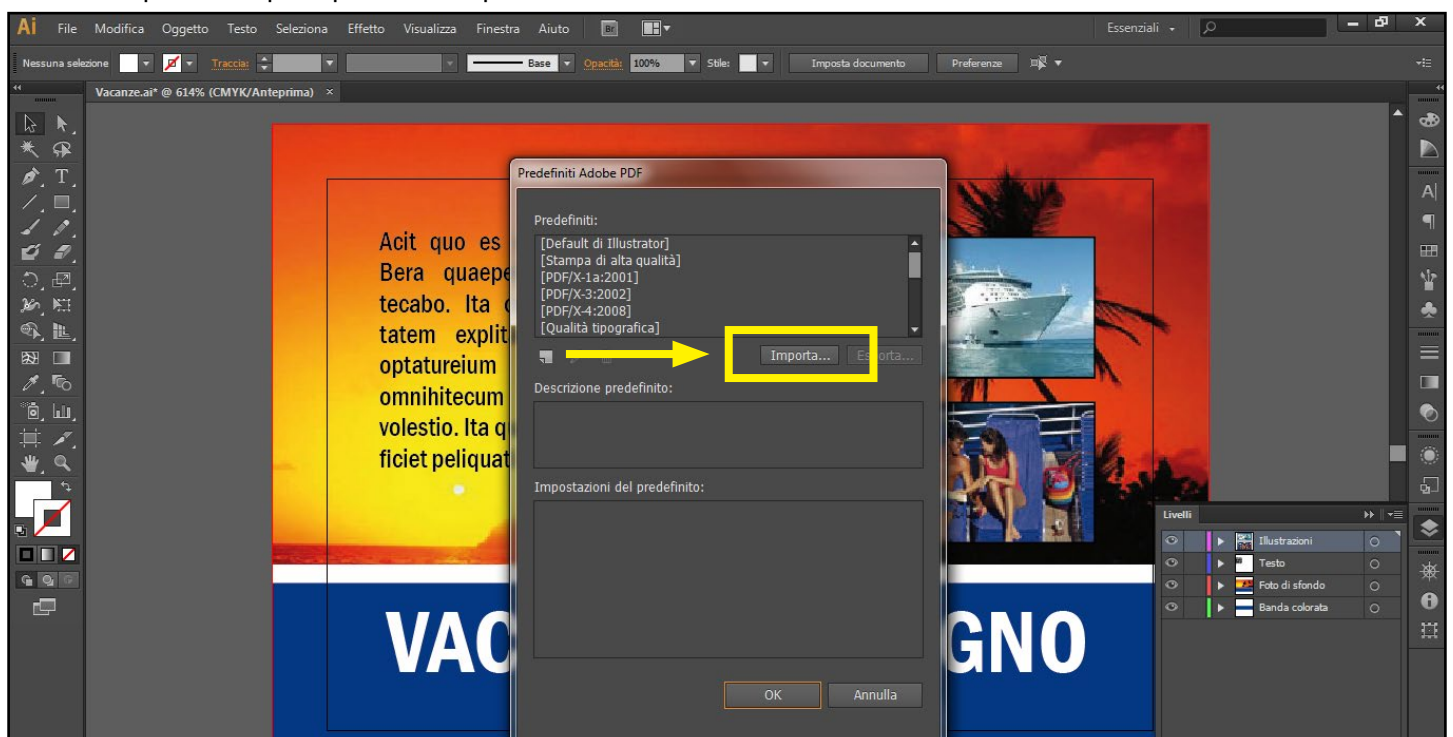 Ai File Modifica Oggetto Testo Seleziona Effetto Visualizza Finestra Aiuto Br Essenziali
Nessuna selezione Traccia: Base Opacità: 100% Stile: Imposta documento Preferenze
Vacanze.ai* @ 614% (CMYK/Anteprima) ×
Predefiniti Adobe PDF
Predefiniti:
[Default di Illustrator]
[Stampa di alta qualità]
[PDF/X-1a:2001]
[PDF/X-3:2002]
[PDF/X-4:2008]
[Qualità tipografica]
Importa... Esporta...
Descrizione predefinito:
Impostazioni del predefinito:
OK Annulla
Acit quo es
Bera quaepe
tecabo. Ita
tatem explit
optatureium
omnihitecum
volestio. Ita q
ficiet peliquat
VAC GNO
Livelli
Illustrazioni
Testo
Foto di sfondo
Banda colorata